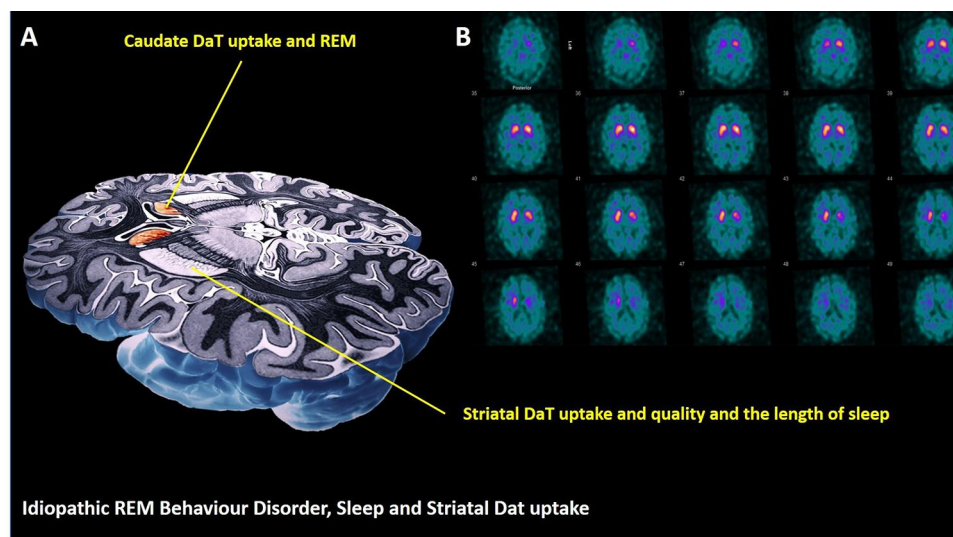 A
Caudate DaT uptake and REM
B
Left
Posterior
35 36 37 38 39
40 41 42 43 44
45 46 47 48 49
Striatal DaT uptake and quality and the length of sleep
Idiopathic REM Behaviour Disorder, Sleep and Striatal Dat uptake